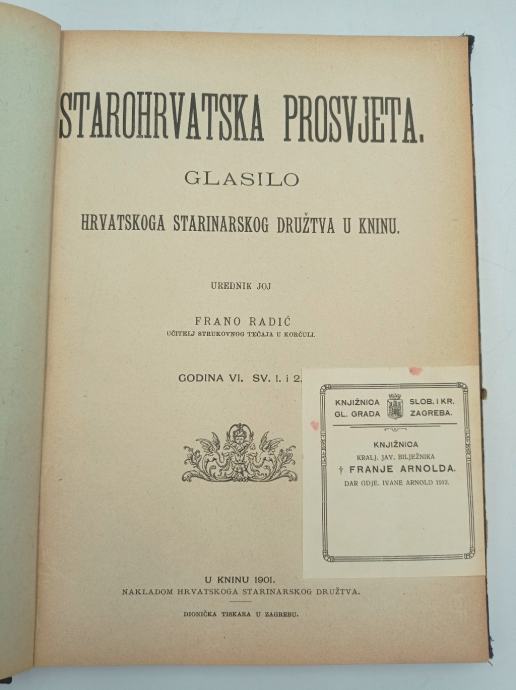 STAROHRVATSKA PROSVJETA.
GLASILO
HRVATSKOGA STARINARSKOG DRUŽTVA U KNINU.
UREDNIK JOJ
FRANO RADIĆ
UČITELJ STRUKOVNOG TEČAJA U KORČULI.
GODINA VI. SV. 1. i 2.
KNJIŽNICA SLOB. I KR.
GL. GRADA ZAGREBA.
KNJIŽNICA
KRALJ. JAV. BILJEŽNIKA
† FRANJE ARNOLDA.
DAR GDJE. IVANE ARNOLD 1912.
U KNINU 1901.
NAKLADOM HRVATSKOGA STARINARSKOG DRUŽTVA.
DIONIČKA TISKARA U ZAGREBU.